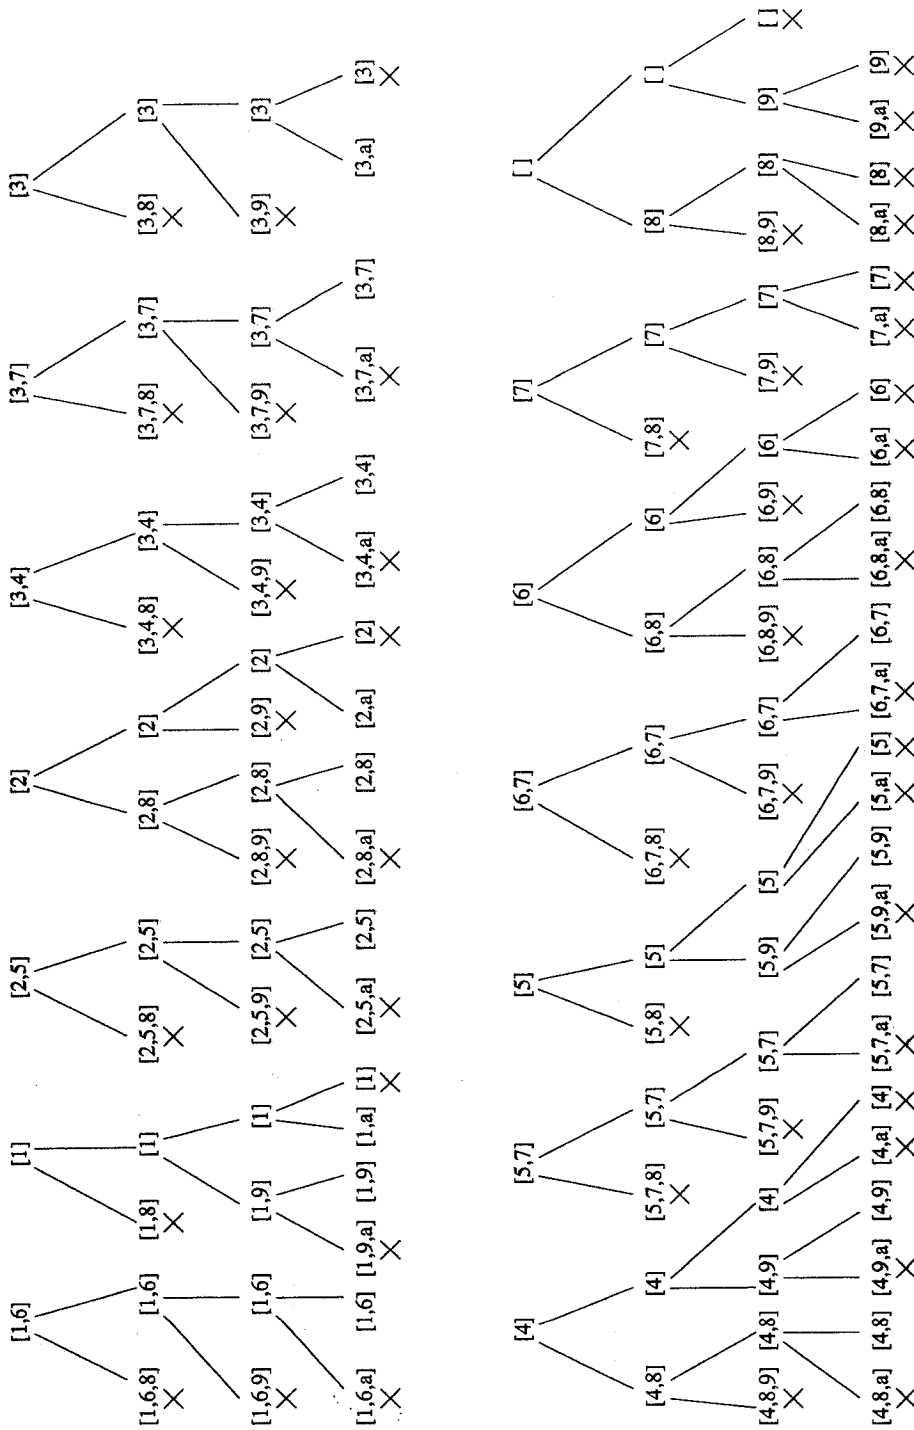 [1,6] [1] [2,5] [2] [3,4] [3,7] [3]
[1,6,8] [1,6] [1,8] [1] [2,5,8] [2,5] [2,8] [2] [3,4,8] [3,4] [3,7,8] [3,7] [3,8] [3]
[1,6,9] [1,6] [1,9] [1] [2,5,9] [2,5] [2,8,9] [2,8] [2,9] [2] [3,4,9] [3,4] [3,7,9] [3,7] [3,9] [3]
[1,6,a] [1,6] [1,9,a] [1,9] [1,a] [1] [2,5,a] [2,5] [2,8,a] [2,8] [2,a] [2] [3,4,a] [3,4] [3,7,a] [3,7] [3,a] [3]
[4] [5,7] [5] [6,7] [6] [7] [ ]
[4,8] [4] [5,7,8] [5,7] [5,8] [5] [6,7,8] [6,7] [6,8] [6] [7,8] [7] [8] [ ]
[4,8,9] [4,8] [4,9] [4] [5,7,9] [5,7] [5,9] [5] [6,7,9] [6,7] [6,8,9] [6,8] [6,9] [6] [7,9] [7] [8,9] [8] [9] [ ]
[4,8,a] [4,8] [4,9,a] [4,9] [4,a] [4] [5,7,a] [5,7] [5,9,a] [5,9] [5,a] [5] [6,7,a] [6,7] [6,8,a] [6,8] [6,a] [6] [7,a] [7] [8,a] [8] [9,a] [9]